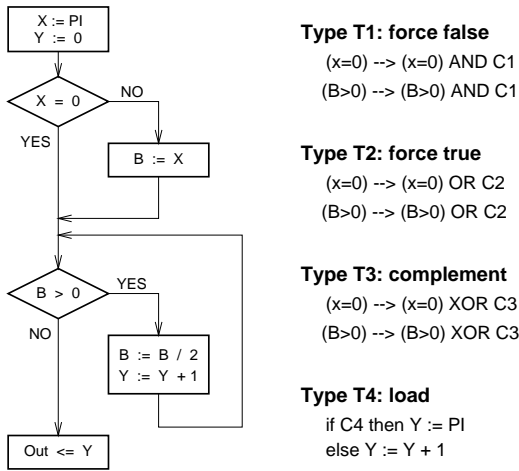 X := PI
Y := 0
X = 0
NO
YES
B := X
B > 0
YES
NO
B := B / 2
Y := Y + 1
Out <= Y
Type T1: force false
(x=0) --> (x=0) AND C1
(B>0) --> (B>0) AND C1
Type T2: force true
(x=0) --> (x=0) OR C2
(B>0) --> (B>0) OR C2
Type T3: complement
(x=0) --> (x=0) XOR C3
(B>0) --> (B>0) XOR C3
Type T4: load
if C4 then Y := PI
else Y := Y + 1